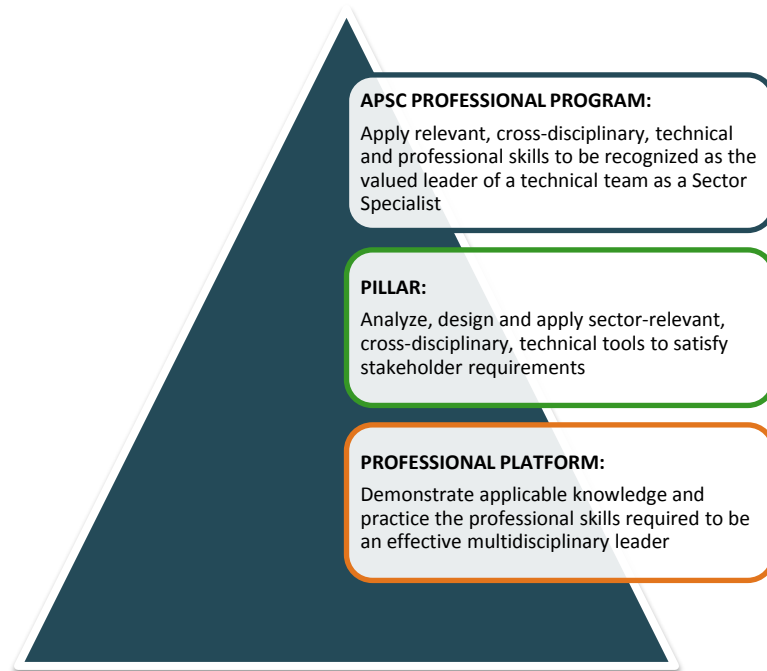 APSC PROFESSIONAL PROGRAM:
Apply relevant, cross-disciplinary, technical
and professional skills to be recognized as the
valued leader of a technical team as a Sector
Specialist
PILLAR:
Analyze, design and apply sector-relevant,
cross-disciplinary, technical tools to satisfy
stakeholder requirements
PROFESSIONAL PLATFORM:
Demonstrate applicable knowledge and
practice the professional skills required to be
an effective multidisciplinary leader